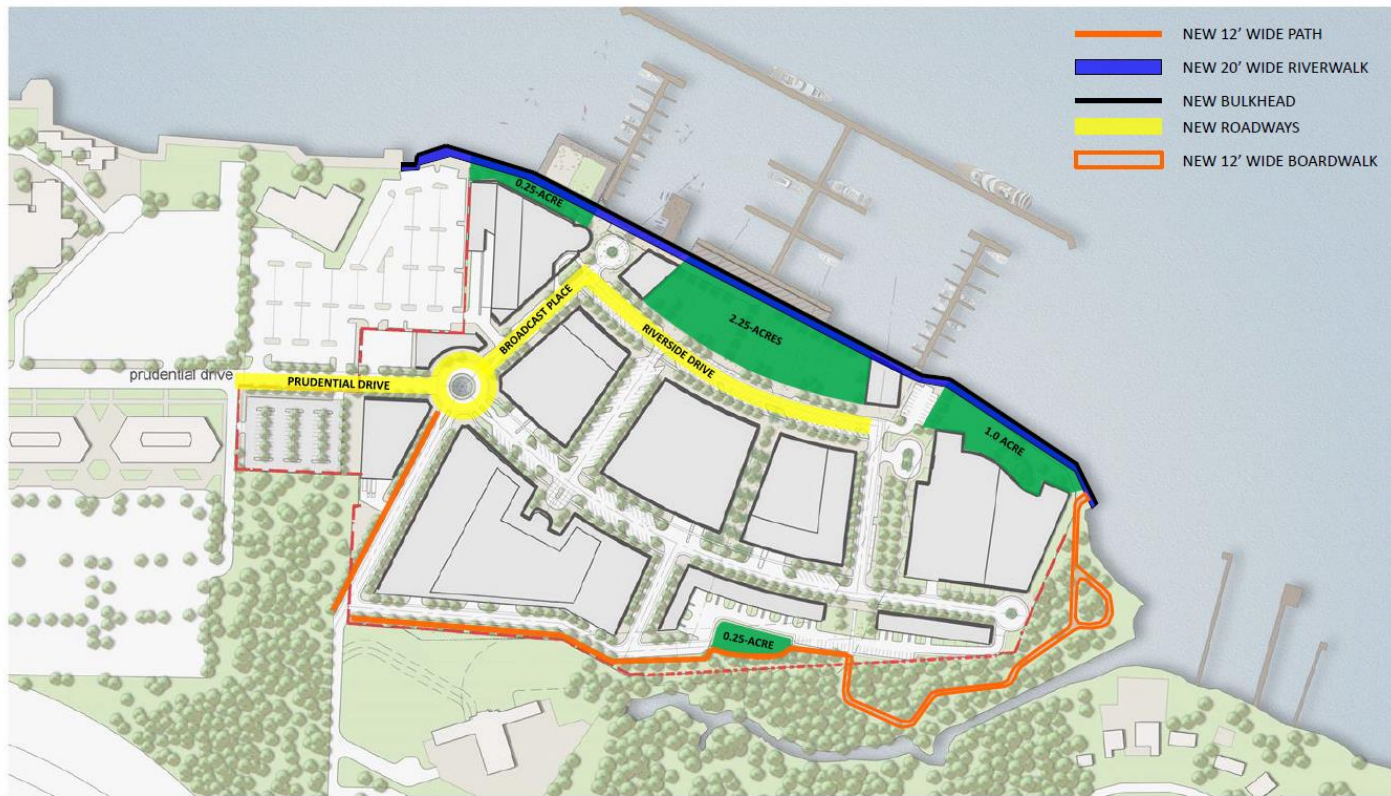 NEW 12' WIDE PATH
NEW 20' WIDE RIVERWALK
NEW BULKHEAD
NEW ROADWAYS
NEW 12' WIDE BOARDWALK
0.25-ACRE
BROADCAST PLACE
2.25-ACRES
RIVERSIDE DRIVE
prudential drive
PRUDENTIAL DRIVE
1.0 ACRE
0.25-ACRE